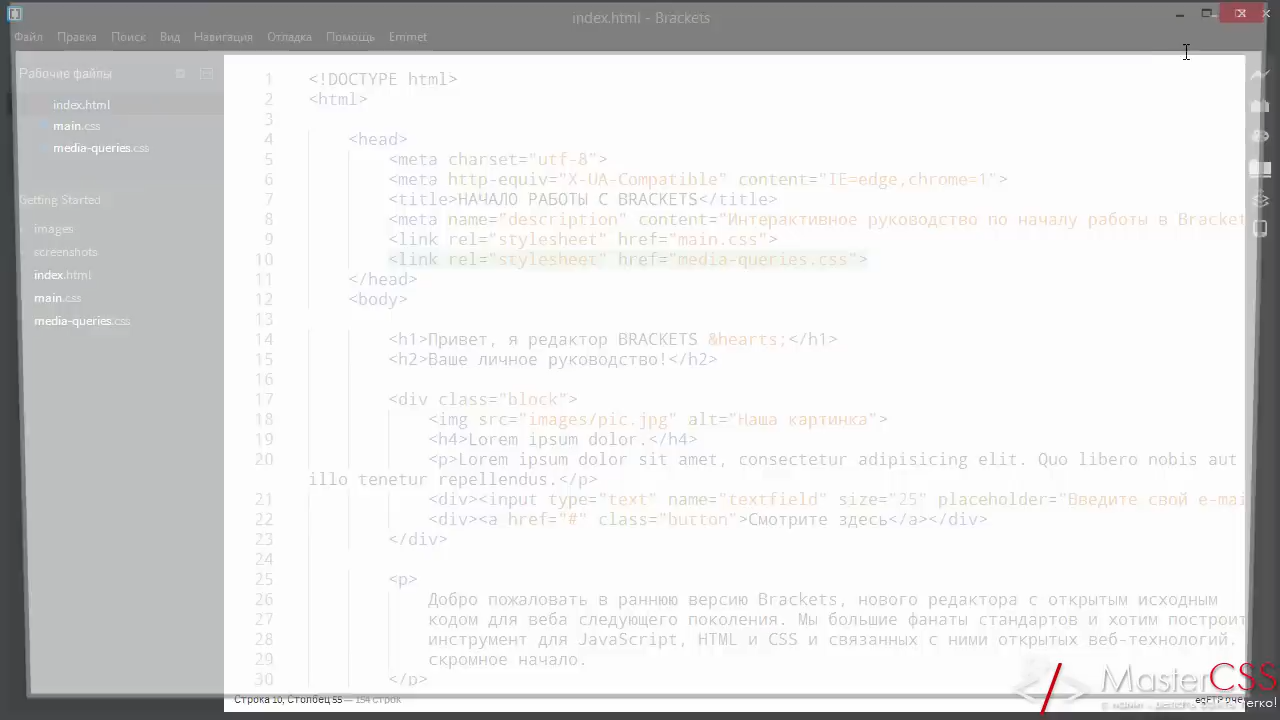 index.html - Brackets
Файл Правка Поиск Вид Навигация Отладка Помощь Emmet
Рабочие файлы
index.html
main.css
media-queries.css
Getting Started
images
screenshots
index.html
main.css
media-queries.css
1 <!DOCTYPE html>
2 <html>
3
4 <head>
5 <meta charset="utf-8">
6 <meta http-equiv="X-UA-Compatible" content="IE=edge,chrome=1">
7 <title>НАЧАЛО РАБОТЫ С BRACKETS</title>
8 <meta name="description" content="Интерактивное руководство по началу работы в Bracket
9 <link rel="stylesheet" href="main.css">
10 <link rel="stylesheet" href="media-queries.css">
11 </head>
12 <body>
13
14 <h1>Привет, я редактор BRACKETS &hearts;</h1>
15 <h2>Ваше личное руководство!</h2>
16
17 <div class="block">
18 <img src="images/pic.jpg" alt="Наша картинка">
19 <h4>Lorem ipsum dolor.</h4>
20 <p>Lorem ipsum dolor sit amet, consectetur adipisicing elit. Quo libero nobis aut
illo tenetur repellendus.</p>
21 <div><input type="text" name="textfield" size="25" placeholder="Введите свой e-mai
22 <div><a href="#" class="button">Смотрите здесь</a></div>
23 </div>
24
25 <p>
26 Добро пожаловать в раннюю версию Brackets, нового редактора с открытым исходным
27 кодом для веба следующего поколения. Мы большие фанаты стандартов и хотим построит
28 инструмент для JavaScript, HTML и CSS и связанных с ними открытых веб-технологий.
29 скромное начало.
30 </p>
Строка 10, Столбец 55 — 154 строк
MasterCSS